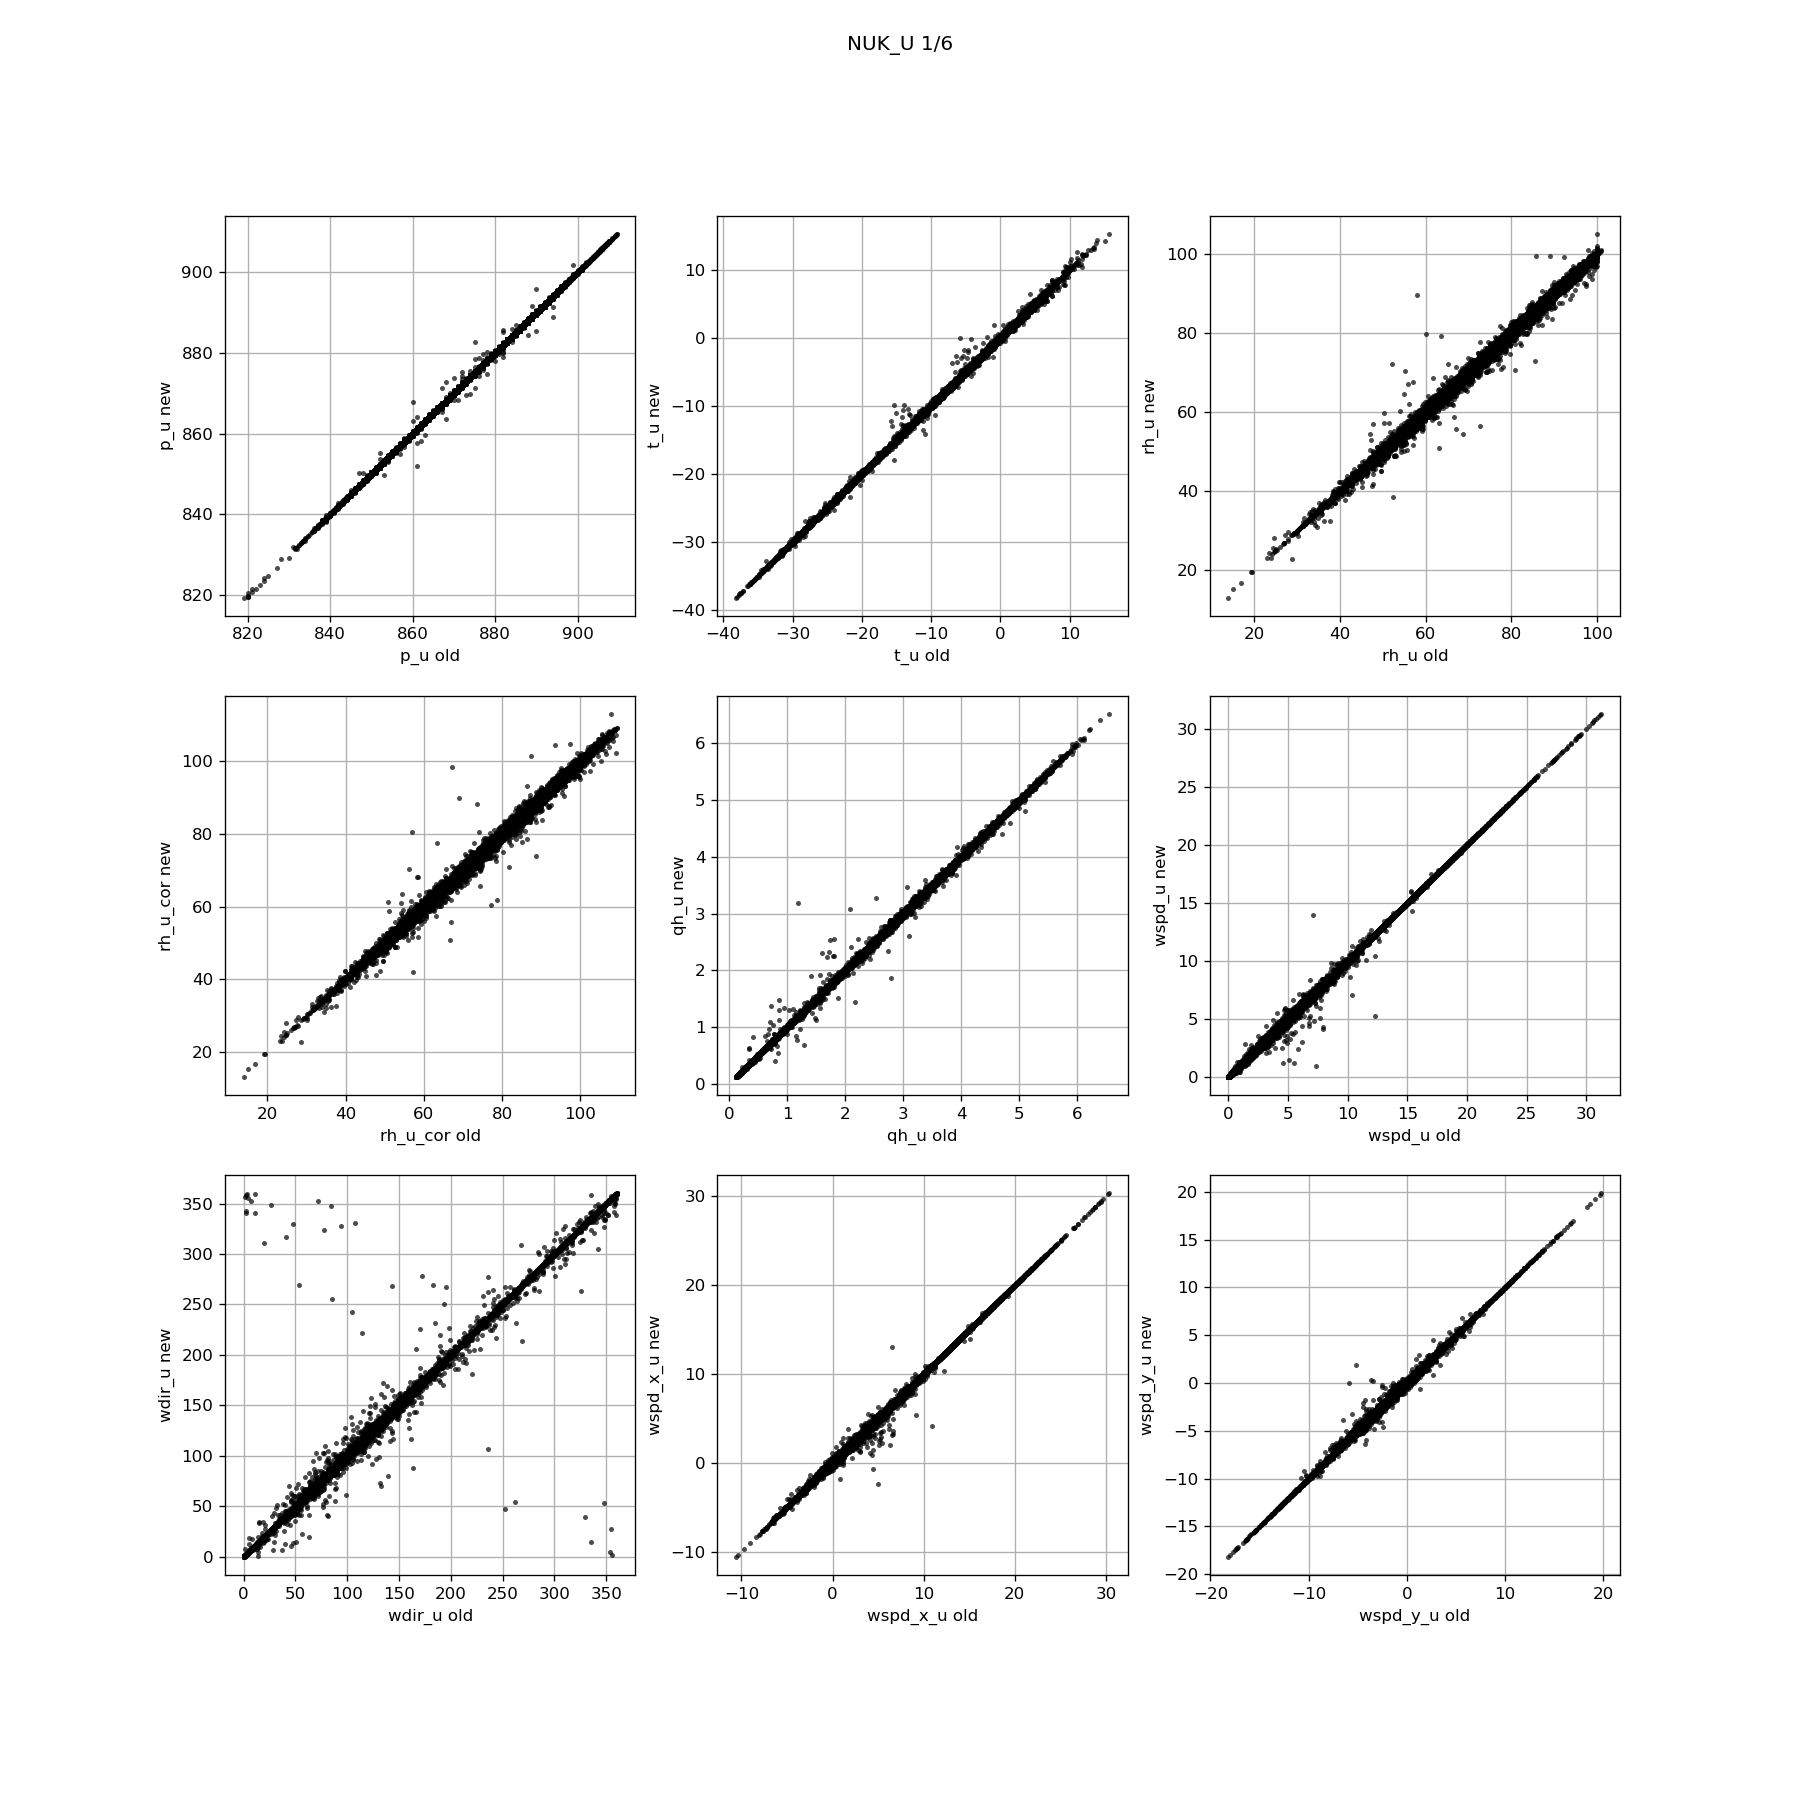 NUK_U 1/6
900
880
860
840
820
p_u new
820 840 860 880 900
p_u old
10
0
−10
−20
−30
−40
t_u new
−40 −30 −20 −10 0 10
t_u old
100
80
60
40
20
rh_u new
20 40 60 80 100
rh_u old
100
80
60
40
20
rh_u_cor new
20 40 60 80 100
rh_u_cor old
6
5
4
3
2
1
0
qh_u new
0 1 2 3 4 5 6
qh_u old
30
25
20
15
10
5
0
wspd_u new
0 5 10 15 20 25 30
wspd_u old
350
300
250
200
150
100
50
0
wdir_u new
0 50 100 150 200 250 300 350
wdir_u old
30
20
10
0
−10
wspd_x_u new
−10 0 10 20 30
wspd_x_u old
20
15
10
5
0
−5
−10
−15
−20
wspd_y_u new
−20 −10 0 10 20
wspd_y_u old